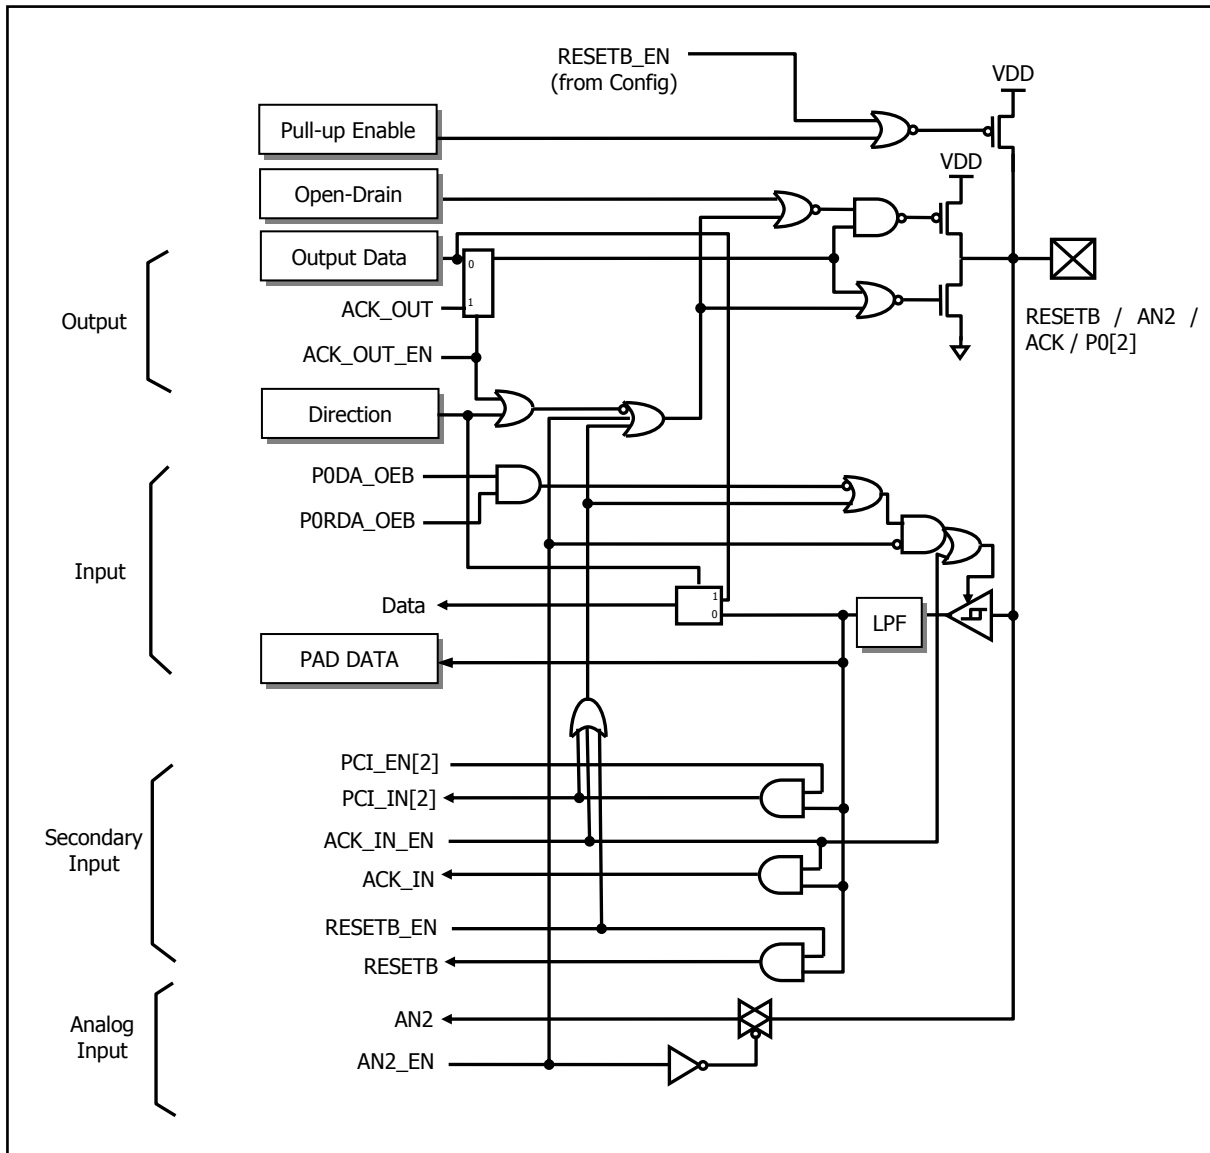 RESETB_EN
(from Config)
VDD
Pull-up Enable
VDD
Open-Drain
Output Data
0
1
ACK_OUT
Output
RESETB / AN2 /
ACK / P0[2]
ACK_OUT_EN
Direction
P0DA_OEB
P0RDA_OEB
Input
Data
1
0
LPF
PAD DATA
PCI_EN[2]
PCI_IN[2]
Secondary
Input
ACK_IN_EN
ACK_IN
RESETB_EN
RESETB
Analog
Input
AN2
AN2_EN